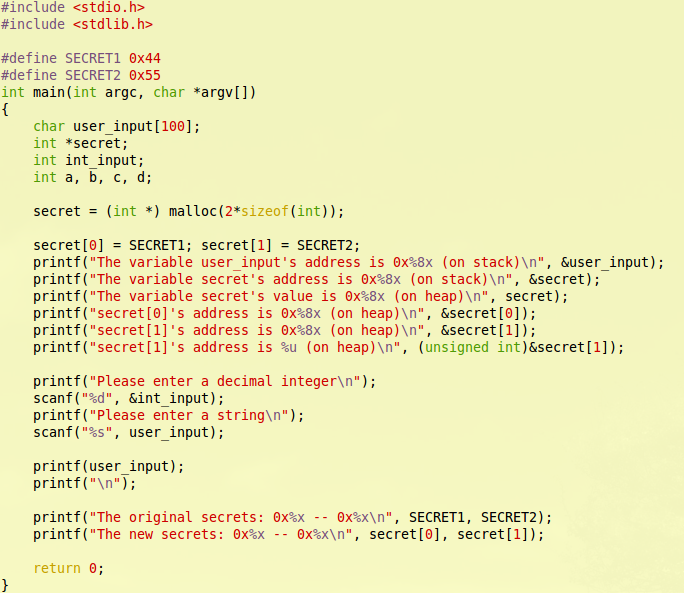 #include <stdio.h>
#include <stdlib.h>
#define SECRET1 0x44
#define SECRET2 0x55
int main(int argc, char *argv[])
{
    char user_input[100];
    int *secret;
    int int_input;
    int a, b, c, d;
    secret = (int *) malloc(2*sizeof(int));
    secret[0] = SECRET1; secret[1] = SECRET2;
    printf("The variable user_input's address is 0x%8x (on stack)\n", &user_input);
    printf("The variable secret's address is 0x%8x (on stack)\n", &secret);
    printf("The variable secret's value is 0x%8x (on heap)\n", secret);
    printf("secret[0]'s address is 0x%8x (on heap)\n", &secret[0]);
    printf("secret[1]'s address is 0x%8x (on heap)\n", &secret[1]);
    printf("secret[1]'s address is %u (on heap)\n", (unsigned int)&secret[1]);
    printf("Please enter a decimal integer\n");
    scanf("%d", &int_input);
    printf("Please enter a string\n");
    scanf("%s", user_input);
    printf(user_input);
    printf("\n");
    printf("The original secrets: 0x%x -- 0x%x\n", SECRET1, SECRET2);
    printf("The new secrets: 0x%x -- 0x%x\n", secret[0], secret[1]);
    return 0;
}